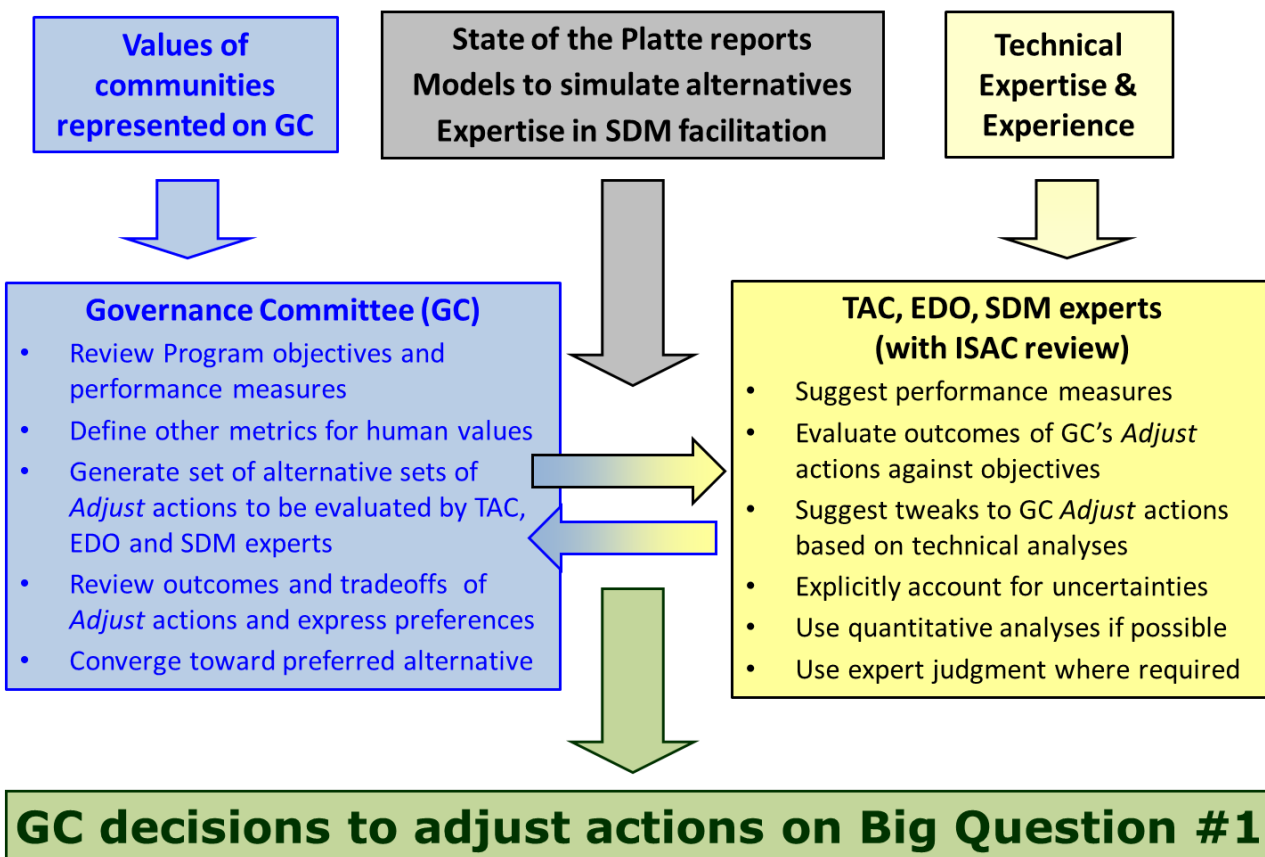 Values of
communities
represented on GC
State of the Platte reports
Models to simulate alternatives
Expertise in SDM facilitation
Technical
Expertise &
Experience
Governance Committee (GC)
• Review Program objectives and
performance measures
• Define other metrics for human values
• Generate set of alternative sets of
Adjust actions to be evaluated by TAC,
EDO and SDM experts
• Review outcomes and tradeoffs of
Adjust actions and express preferences
• Converge toward preferred alternative
TAC, EDO, SDM experts
(with ISAC review)
• Suggest performance measures
• Evaluate outcomes of GC's Adjust
actions against objectives
• Suggest tweaks to GC Adjust actions
based on technical analyses
• Explicitly account for uncertainties
• Use quantitative analyses if possible
• Use expert judgment where required
GC decisions to adjust actions on Big Question #1